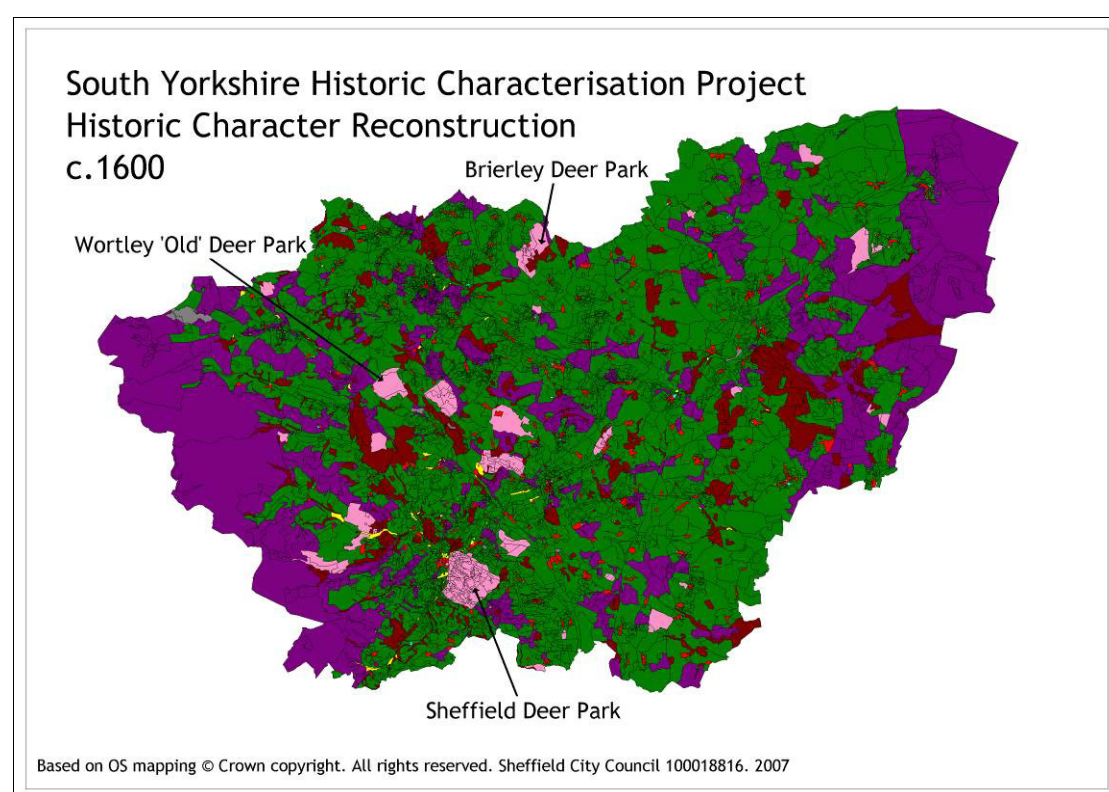 South Yorkshire Historic Characterisation Project
Historic Character Reconstruction
c.1600
Brierley Deer Park
Wortley 'Old' Deer Park
Sheffield Deer Park
Based on OS mapping © Crown copyright. All rights reserved. Sheffield City Council 100018816. 2007